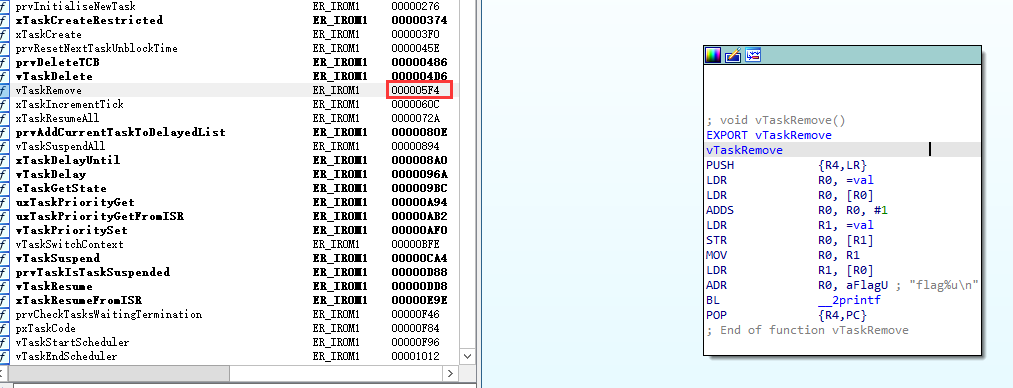 f prvInitialiseNewTask ER_IROM1 00000276
f xTaskCreateRestricted ER_IROM1 00000374
f xTaskCreate ER_IROM1 000003F0
f prvResetNextTaskUnblockTime ER_IROM1 0000045E
f prvDeleteTCB ER_IROM1 00000486
f vTaskDelete ER_IROM1 000004D6
f vTaskRemove ER_IROM1 000005F4
f xTaskIncrementTick ER_IROM1 0000060C
f xTaskResumeAll ER_IROM1 0000072A
f prvAddCurrentTaskToDelayedList ER_IROM1 0000080E
f vTaskSuspendAll ER_IROM1 00000894
f xTaskDelayUntil ER_IROM1 000008A0
f vTaskDelay ER_IROM1 0000096A
f eTaskGetState ER_IROM1 000009BC
f uxTaskPriorityGet ER_IROM1 00000A94
f uxTaskPriorityGetFromISR ER_IROM1 00000AB2
f vTaskPrioritySet ER_IROM1 00000AF0
f vTaskSwitchContext ER_IROM1 00000BFE
f vTaskSuspend ER_IROM1 00000CA4
f prvTaskIsTaskSuspended ER_IROM1 00000D88
f vTaskResume ER_IROM1 00000DD8
f xTaskResumeFromISR ER_IROM1 00000E9E
f prvCheckTasksWaitingTermination ER_IROM1 00000F46
f pxTaskCode ER_IROM1 00000F84
f vTaskStartScheduler ER_IROM1 00000F96
f vTaskEndScheduler ER_IROM1 00001012
; void vTaskRemove()
EXPORT vTaskRemove
vTaskRemove
PUSH {R4,LR}
LDR R0, =val
LDR R0, [R0]
ADDS R0, R0, #1
LDR R1, =val
STR R0, [R1]
MOV R0, R1
LDR R1, [R0]
ADR R0, aFlagU ; "flag%u\n"
BL __2printf
POP {R4,PC}
; End of function vTaskRemove